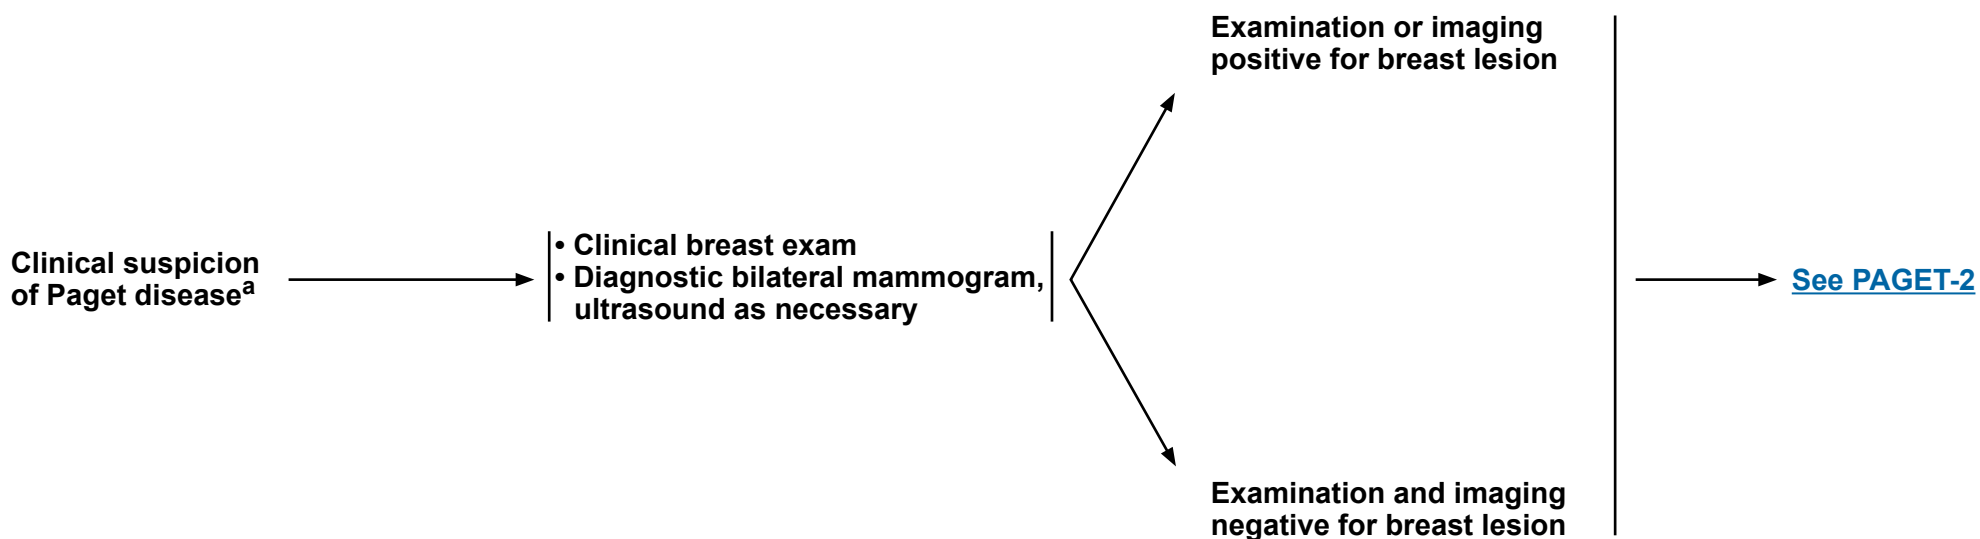 Clinical suspicion
of Paget diseaseᵃ
• Clinical breast exam
• Diagnostic bilateral mammogram,
ultrasound as necessary
Examination or imaging
positive for breast lesion
Examination and imaging
negative for breast lesion
See PAGET-2